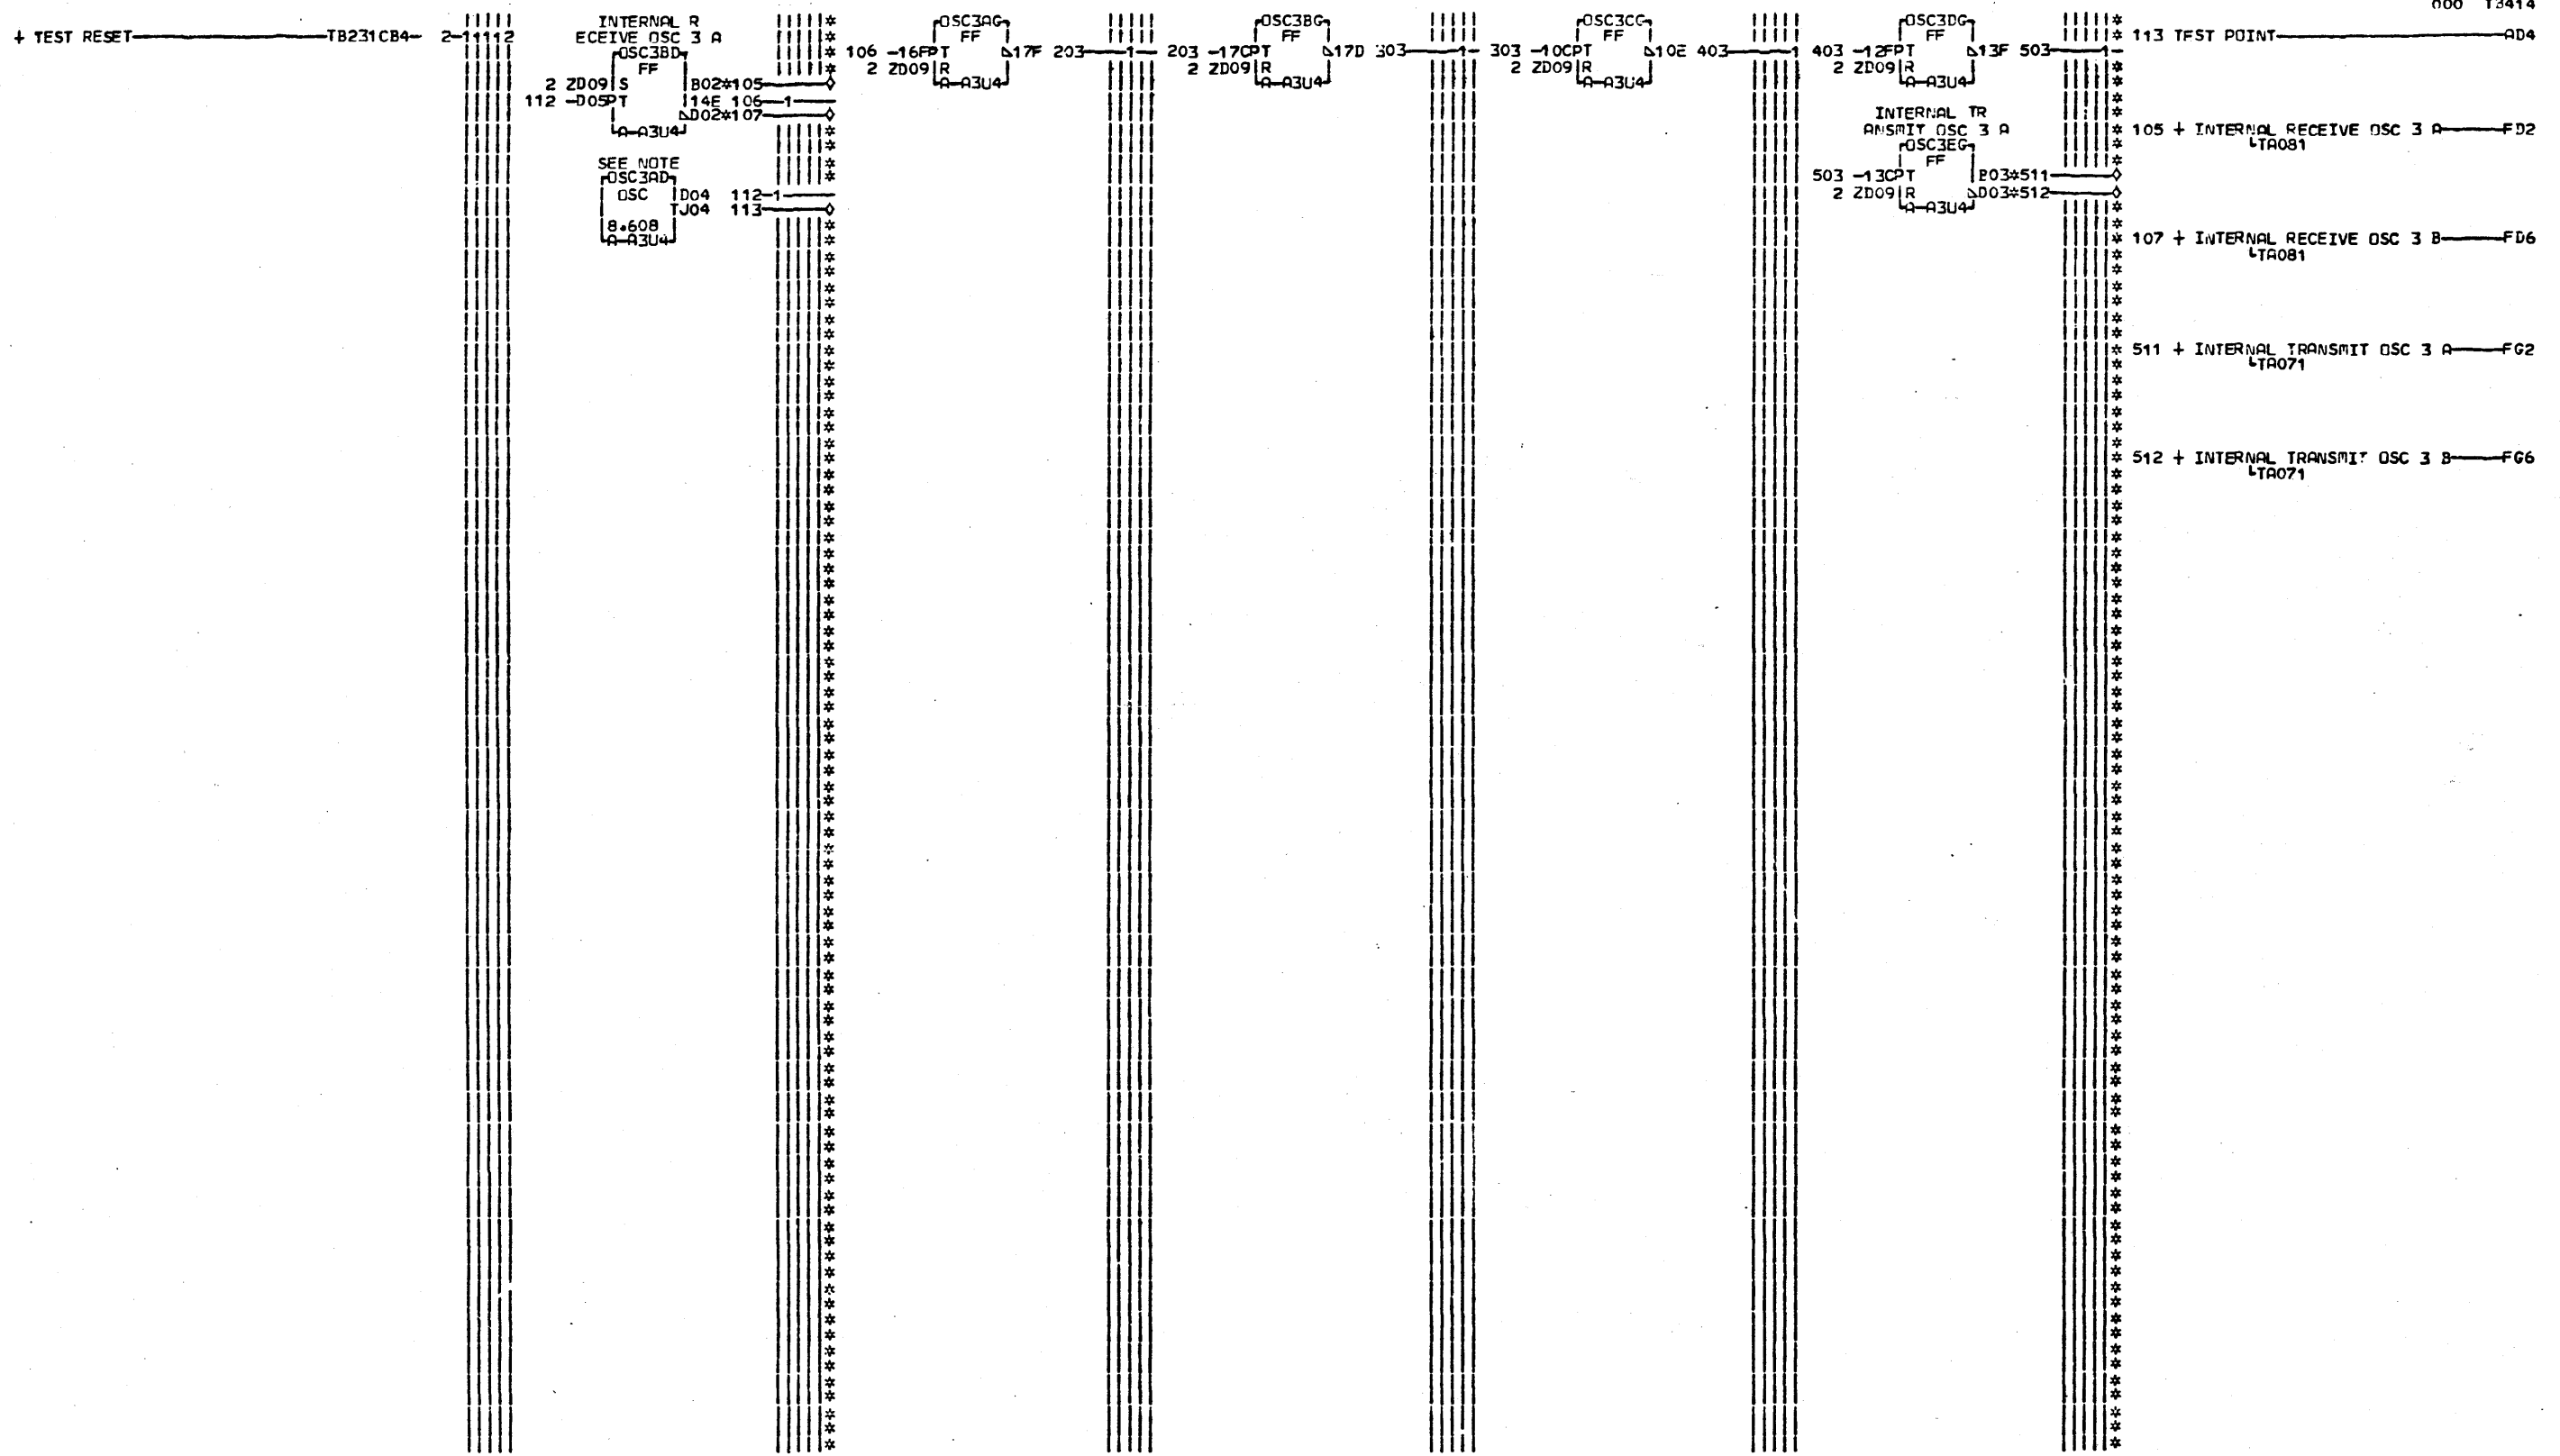 000 T3414
+ TEST RESET TB231CB4- 2-11112
INTERNAL R
ECEIVE OSC 3 A
OSC3BD
FF
2 ZD09 S B02*105
112 -D05PT 14E 106-1
D02*107
A-A3U4
SEE NOTE
OSC3AD
OSC D04 112-1
TJ04 113
8.608
A-A3U4
OSC3AG
FF
106 -16FPT 17F 203-1-
2 ZD09 R
A-A3U4
OSC3BG
FF
203 -17CPT 17D 303-1-
2 ZD09 R
A-A3U4
OSC3CG
FF
303 -10CPT 10E 403-1
2 ZD09 R
A-A3U4
OSC3DG
FF
403 -12FPT 13F 503-1-
2 ZD09 R
A-A3U4
INTERNAL TR
ANSMIT OSC 3 A
OSC3EG
FF
503 -13CPT B03*511
2 ZD09 R D03*512
A-A3U4
113 TEST POINT AD4
105 + INTERNAL RECEIVE OSC 3 A FD2
TA081
107 + INTERNAL RECEIVE OSC 3 B FD6
TA081
511 + INTERNAL TRANSMIT OSC 3 A FG2
TA071
512 + INTERNAL TRANSMIT OSC 3 B FG6
TA071